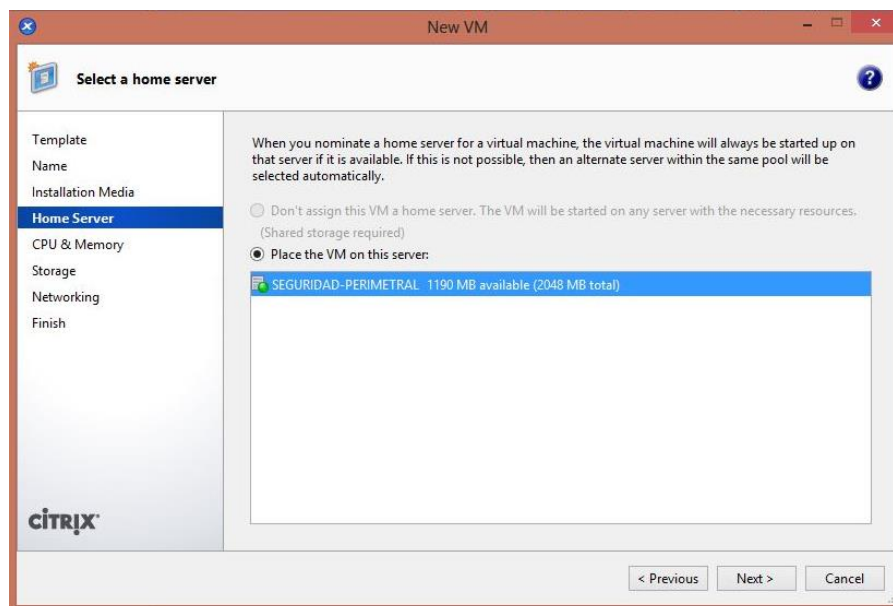 New VM
Select a home server
Template
Name
Installation Media
Home Server
CPU & Memory
Storage
Networking
Finish
When you nominate a home server for a virtual machine, the virtual machine will always be started up on
that server if it is available. If this is not possible, then an alternate server within the same pool will be
selected automatically.
Don't assign this VM a home server. The VM will be started on any server with the necessary resources.
(Shared storage required)
Place the VM on this server:
SEGURIDAD-PERIMETRAL 1190 MB available (2048 MB total)
CITRIX
< Previous
Next >
Cancel